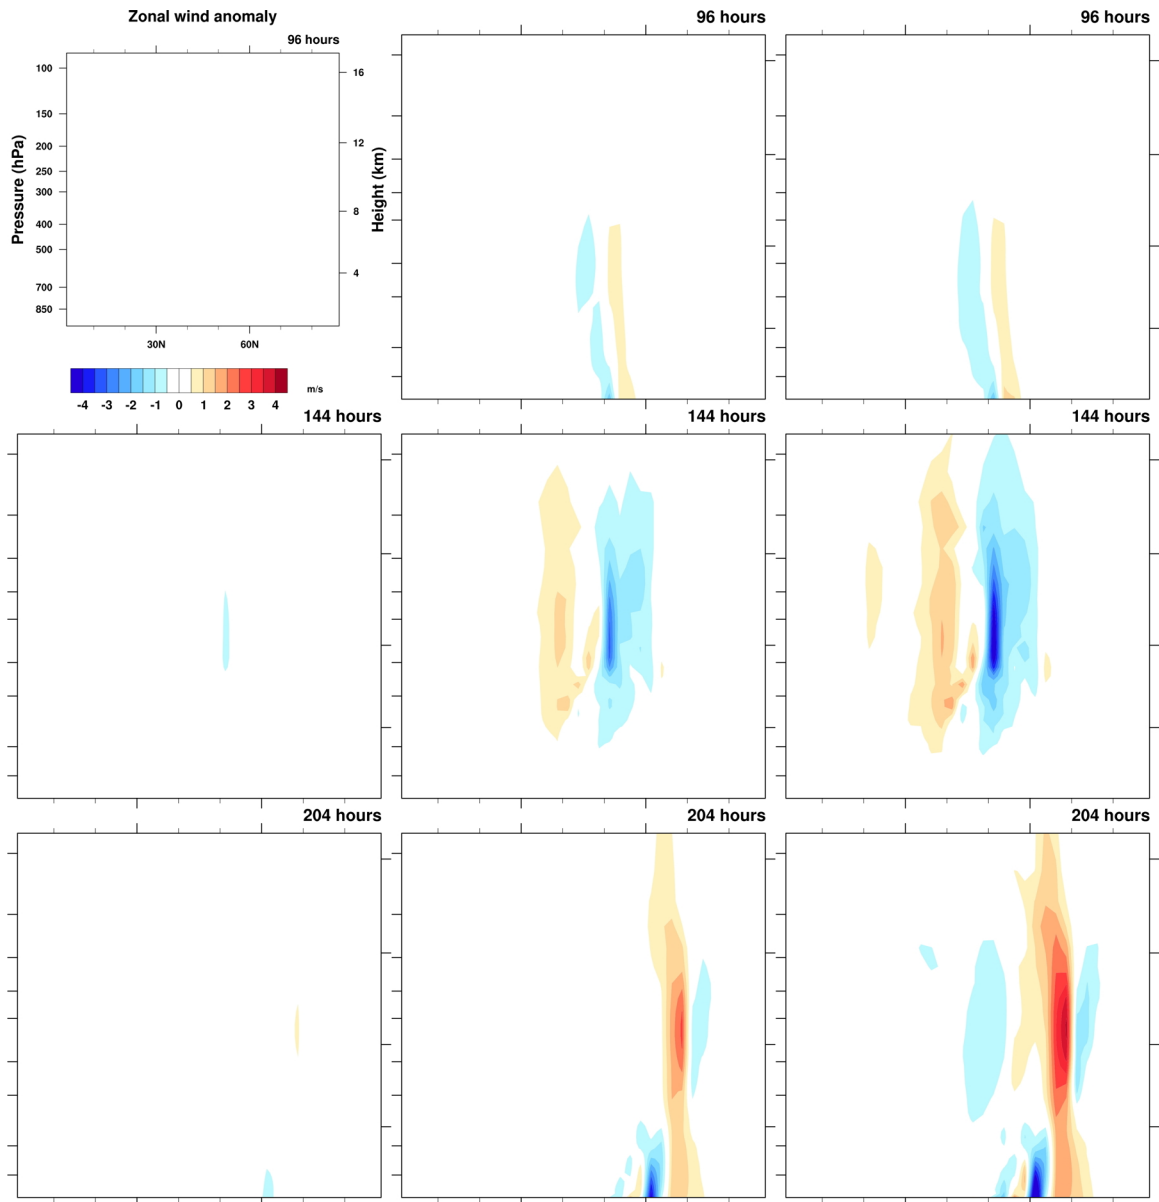 Zonal wind anomaly
96 hours
96 hours
96 hours
Pressure (hPa)
100
150
200
250
300
400
500
700
850
16
12
8
4
Height (km)
30N 60N
-4 -3 -2 -1 0 1 2 3 4 m/s
144 hours
144 hours
144 hours
204 hours
204 hours
204 hours